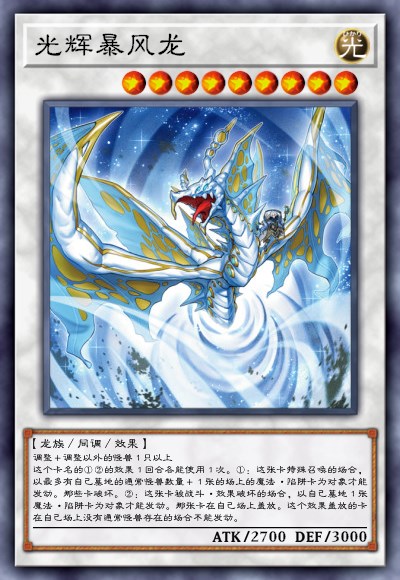 光辉暴风龙
光
【龙族／同调／效果】
调整＋调整以外的怪兽1只以上
这个卡名的①②的效果1回合各能使用1次。①：这张卡特殊召唤的场合，
以最多有自己墓地的通常怪兽数量＋1张的场上的魔法·陷阱卡为对象才能
发动。那些卡破坏。②：这张卡被战斗·效果破坏的场合，以自己墓地1张
魔法·陷阱卡为对象才能发动。那张卡在自己场上盖放。这个效果盖放的卡
在自己场上没有通常怪兽存在的场合不能发动。
ATK/2700 DEF/3000